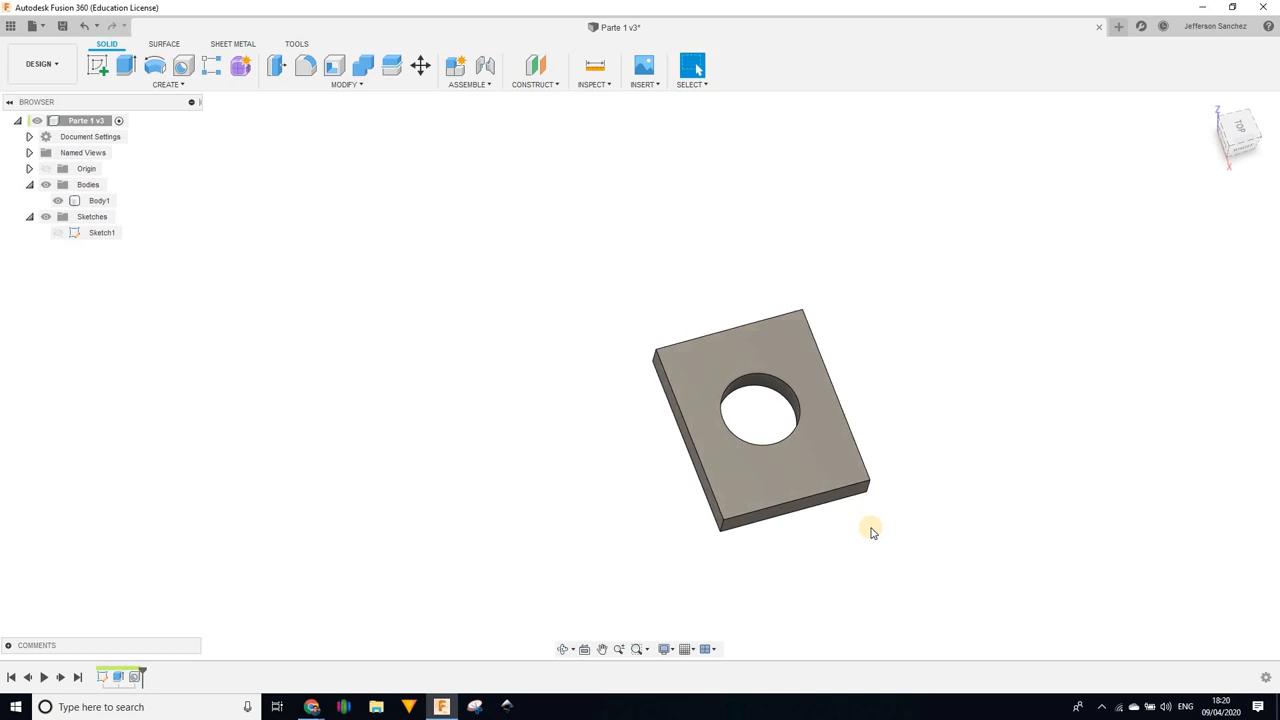 Autodesk Fusion 360 (Education License)
Parte 1 v3*
Jefferson Sanchez
DESIGN
SOLID
SURFACE
SHEET METAL
TOOLS
CREATE
MODIFY
ASSEMBLE
CONSTRUCT
INSPECT
INSERT
SELECT
BROWSER
Parte 1 v3
Document Settings
Named Views
Origin
Bodies
Body1
Sketches
Sketch1
Z
TOP
X
COMMENTS
Type here to search
ENG
18:20
09/04/2020